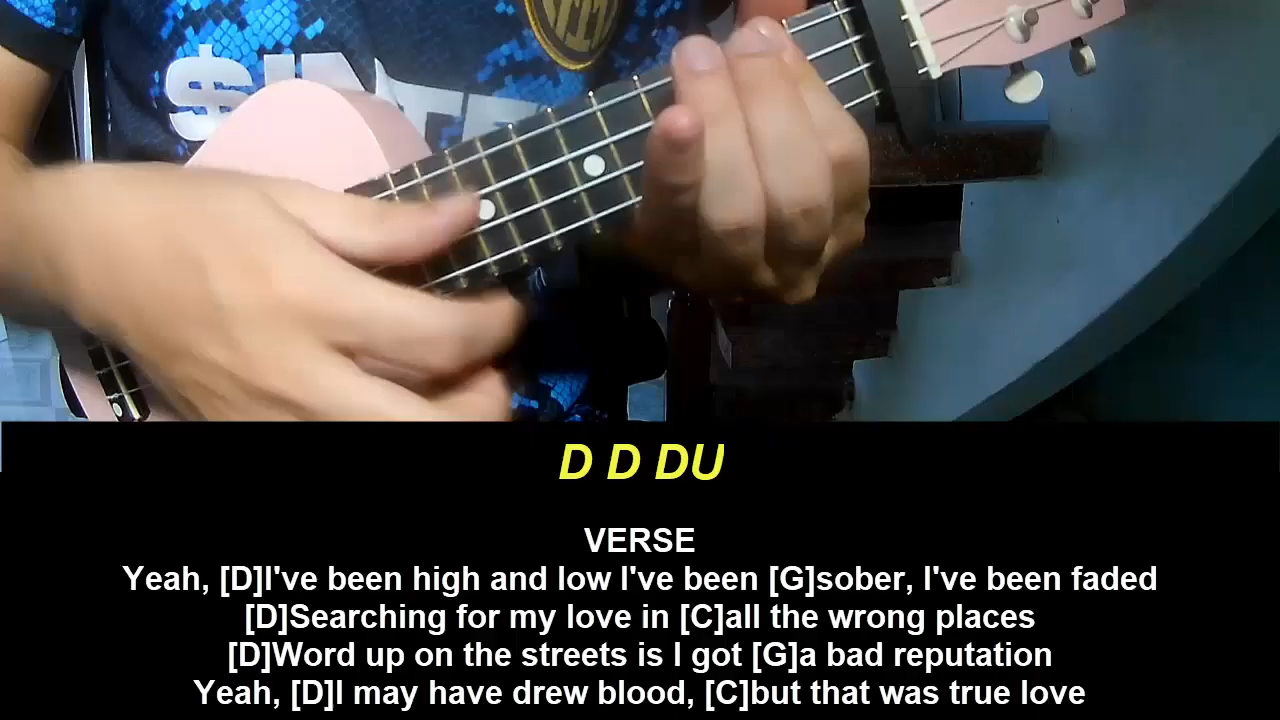 $INTE
D D DU
VERSE
Yeah, [D]I've been high and low I've been [G]sober, I've been faded
[D]Searching for my love in [C]all the wrong places
[D]Word up on the streets is I got [G]a bad reputation
Yeah, [D]I may have drew blood, [C]but that was true love